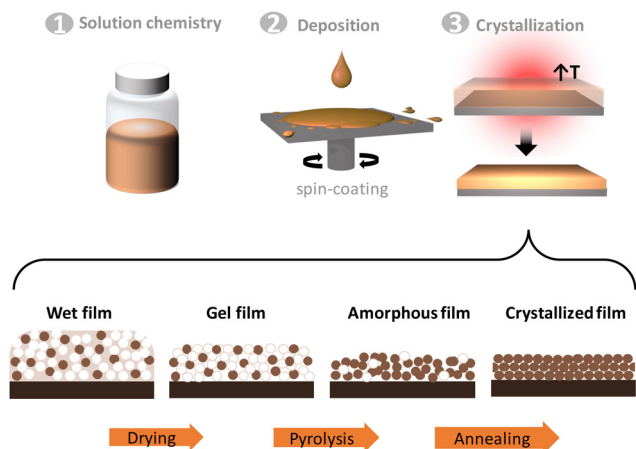 1 Solution chemistry
2 Deposition
3 Crystallization
↑T
spin-coating
Wet film
Gel film
Amorphous film
Crystallized film
Drying
Pyrolysis
Annealing